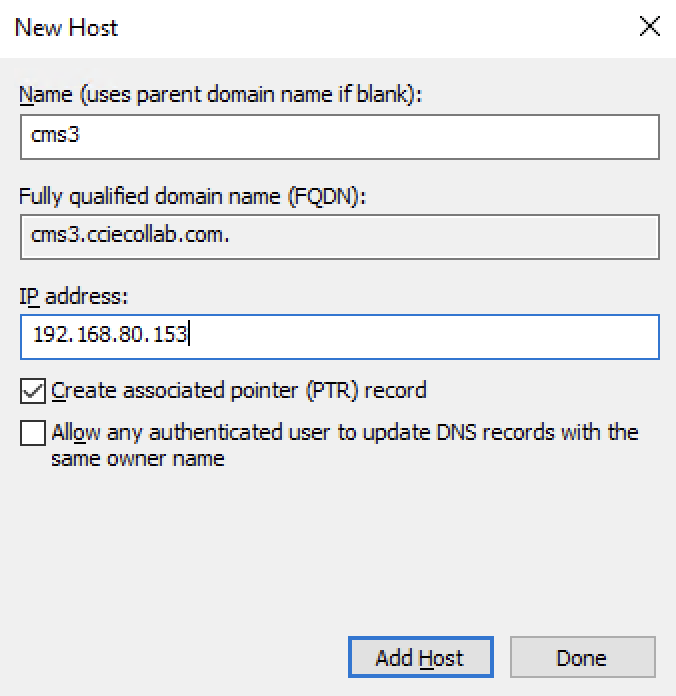 New Host
Name (uses parent domain name if blank):
cms3
Fully qualified domain name (FQDN):
cms3.cciecollab.com.
IP address:
192.168.80.153
Create associated pointer (PTR) record
Allow any authenticated user to update DNS records with the
same owner name
Add Host
Done